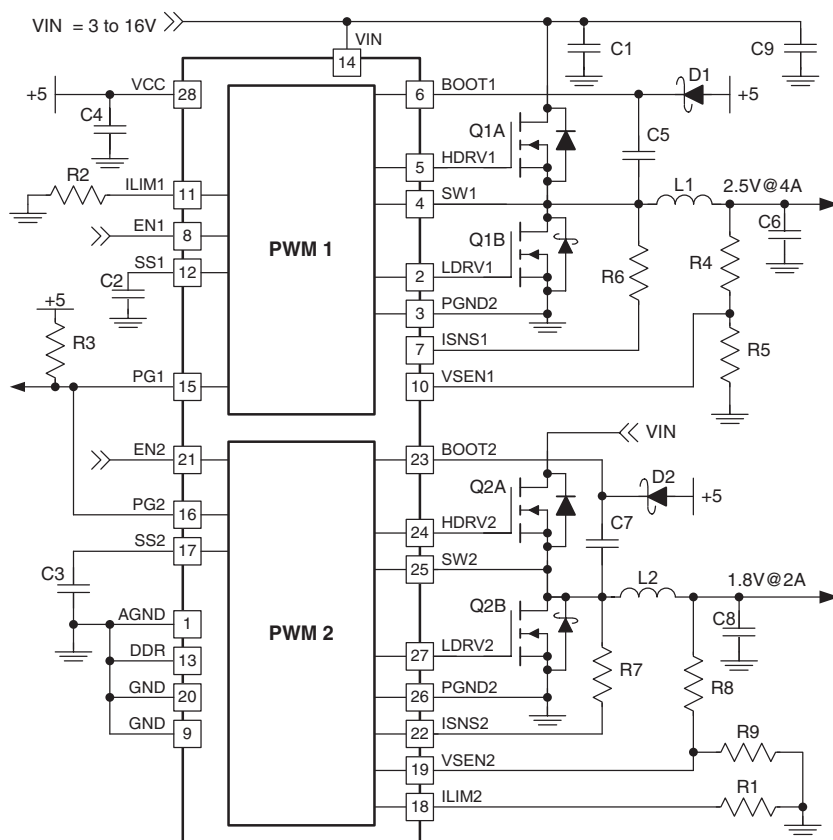 VIN = 3 to 16V
VIN
14
C1
C9
VCC
28
+5
C4
6
BOOT1
D1
+5
Q1A
C5
5
HDRV1
R2
ILIM1
11
4
SW1
L1
2.5V@4A
EN1
8
PWM 1
Q1B
C6
SS1
12
C2
2
LDRV1
R6
R4
+5
3
PGND2
R3
7
ISNS1
R5
PG1
15
10
VSEN1
EN2
21
23
BOOT2
VIN
D2
+5
Q2A
PG2
16
24
HDRV2
C7
SS2
17
25
SW2
C3
L2
1.8V@2A
AGND
1
Q2B
C8
PWM 2
DDR
13
27
LDRV2
R7
R8
GND
20
26
PGND2
GND
9
22
ISNS2
R9
19
VSEN2
R1
18
ILIM2